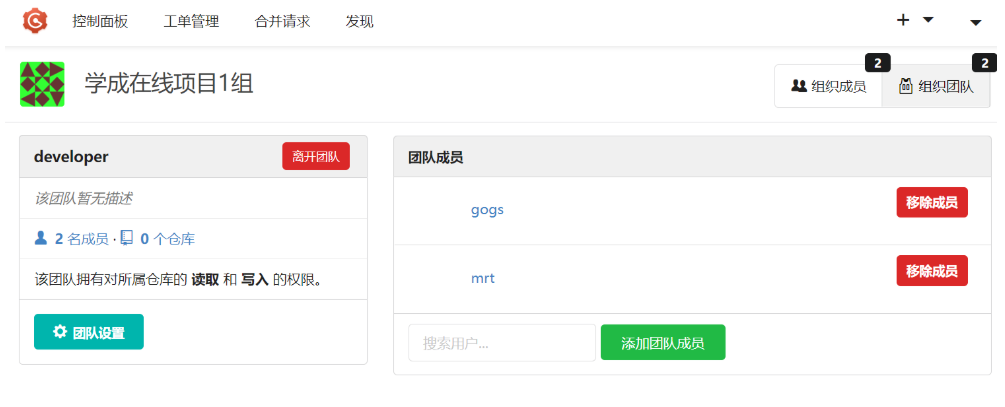 控制面板 工单管理 合并请求 发现
学成在线项目1组
组织成员 2 组织团队 2
developer 离开团队
该团队暂无描述
2 名成员 · 0 个仓库
该团队拥有对所属仓库的 读取 和 写入 的权限。
团队设置
团队成员
gogs 移除成员
mrt 移除成员
搜索用户... 添加团队成员